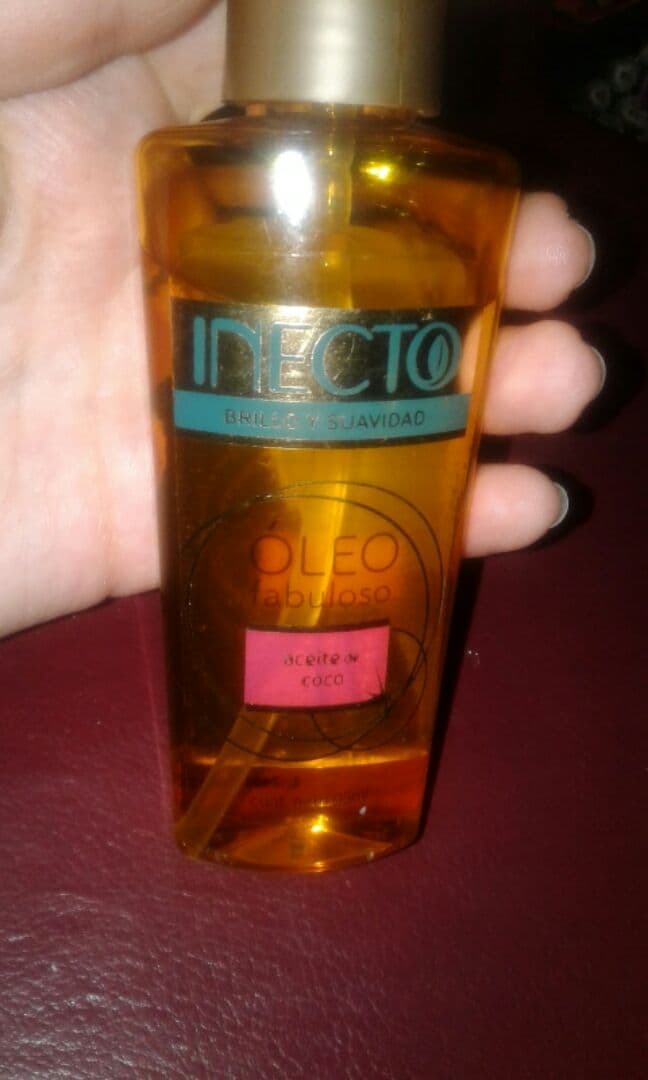 INECTO
BRILLO Y SUAVIDAD
ÓLEO
fabuloso
aceite de
coco